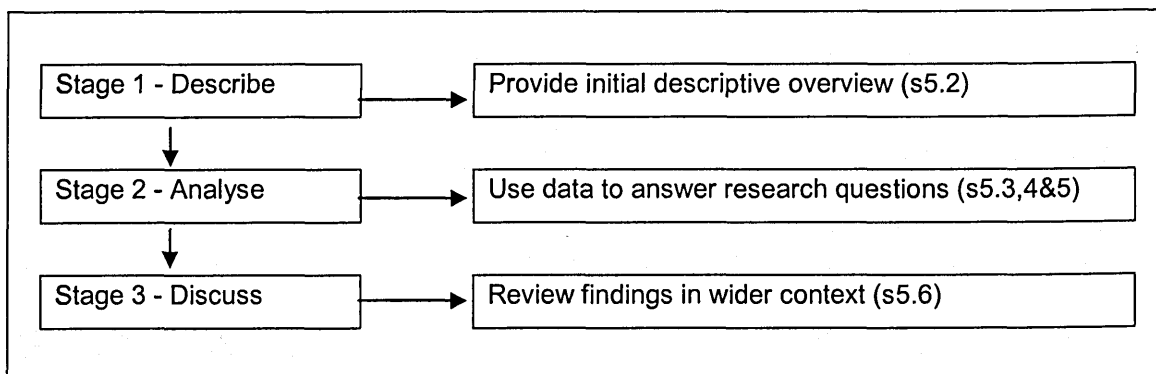 Stage 1 - Describe
Provide initial descriptive overview (s5.2)
Stage 2 - Analyse
Use data to answer research questions (s5.3,4&5)
Stage 3 - Discuss
Review findings in wider context (s5.6)